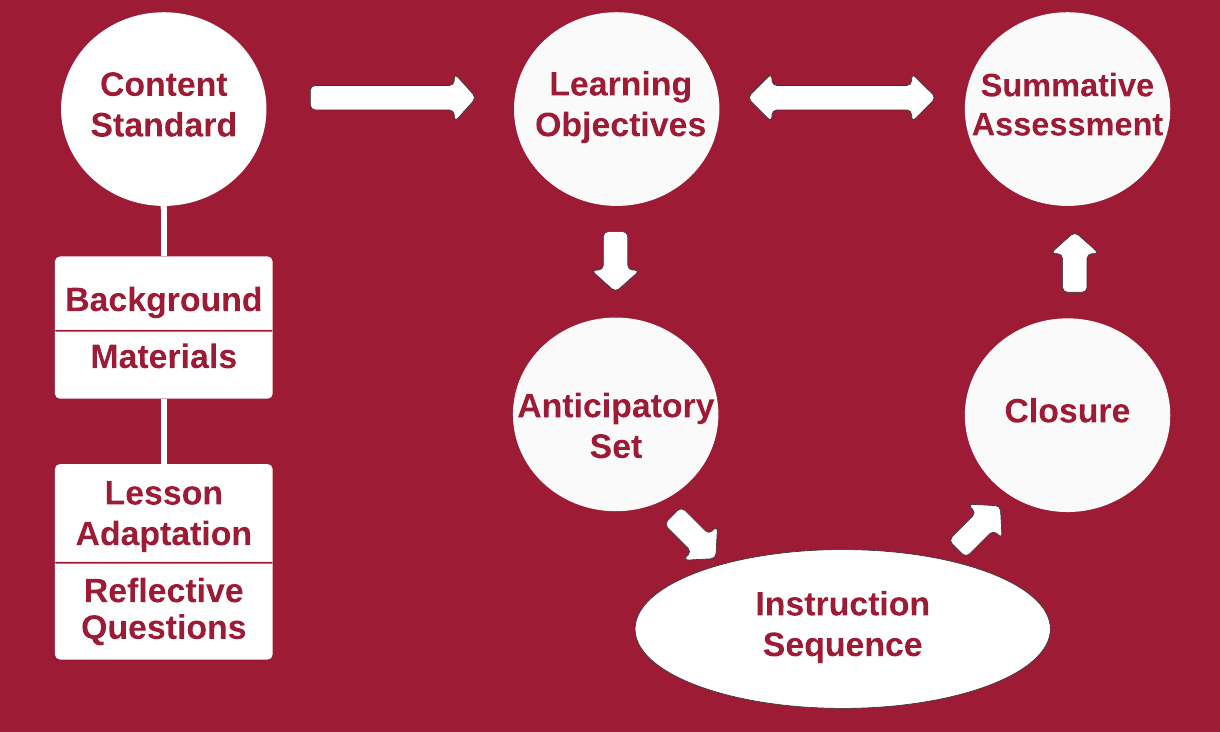 Content
Standard
Learning
Objectives
Summative
Assessment
Background
Materials
Anticipatory
Set
Closure
Lesson
Adaptation
Reflective
Questions
Instruction
Sequence